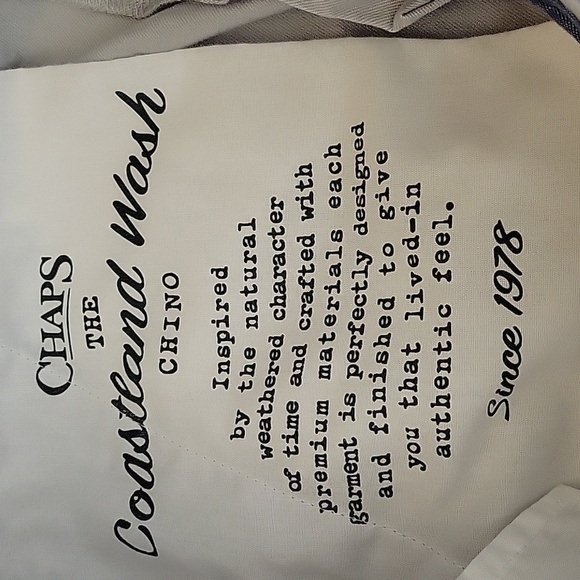 CHAPS
THE
Coastland Wash
CHINO
Inspired
by the natural
weathered character
of time and crafted with
premium materials each
garment is perfectly designed
and finished to give
you that lived-in
authentic feel.
Since 1978